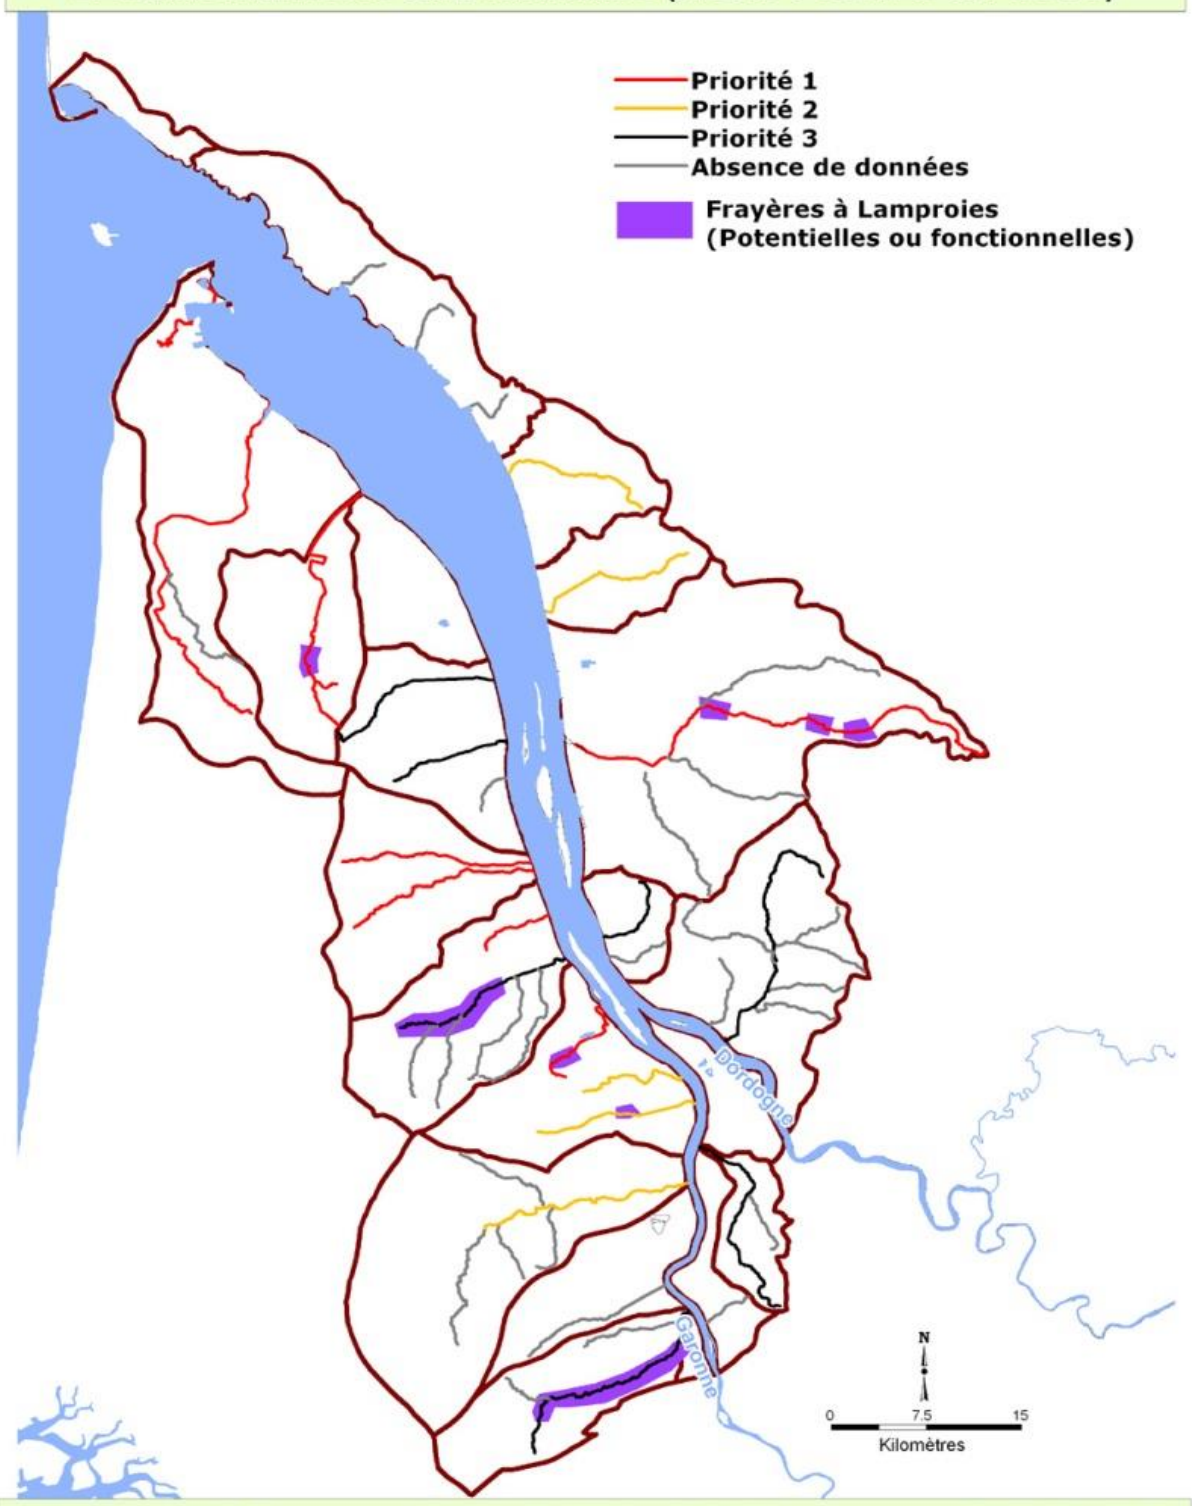 Priorité 1
Priorité 2
Priorité 3
Absence de données
Frayères à Lamproies
(Potentielles ou fonctionnelles)
Dordogne
Garonne
N
0 7.5 15
Kilomètres